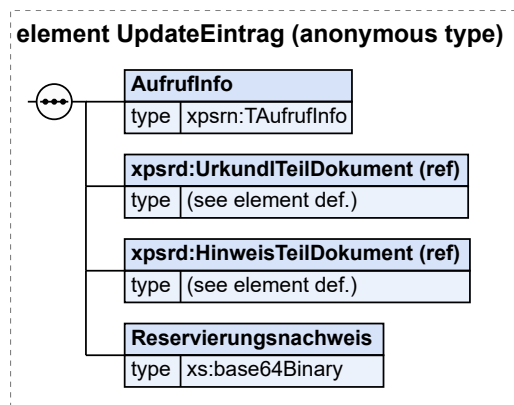 element UpdateEintrag (anonymous type)
AufrufInfo
type xpsrn:TAufrufInfo
xpsrd:UrkundlTeilDokument (ref)
type (see element def.)
xpsrd:HinweisTeilDokument (ref)
type (see element def.)
Reservierungsnachweis
type xs:base64Binary